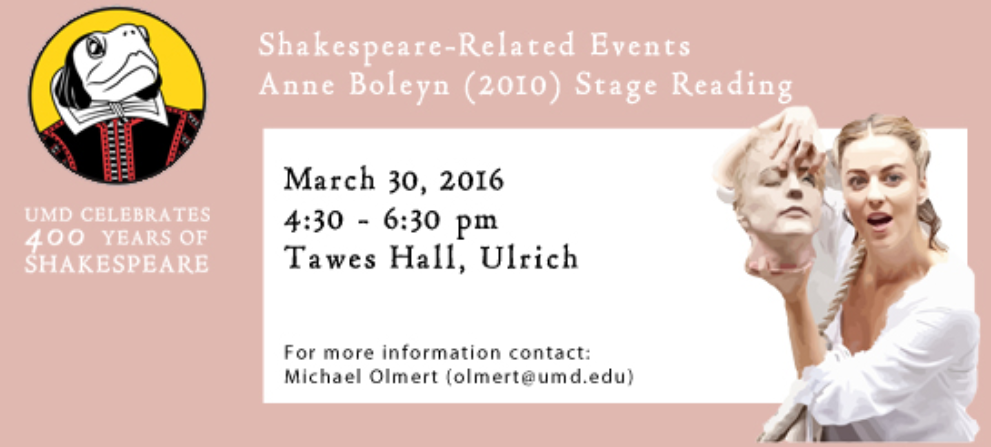 Shakespeare-Related Events
Anne Boleyn (2010) Stage Reading
March 30, 2016
4:30 - 6:30 pm
Tawes Hall, Ulrich
For more information contact:
Michael Olmert (olmert@umd.edu)
UMD CELEBRATES
400 YEARS OF
SHAKESPEARE